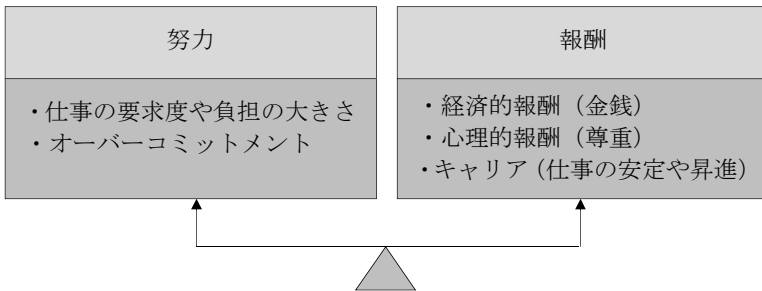 努力
・仕事の要求度や負担の大きさ
・オーバーコミットメント
報酬
・経済的報酬（金銭）
・心理的報酬（尊重）
・キャリア（仕事の安定や昇進）